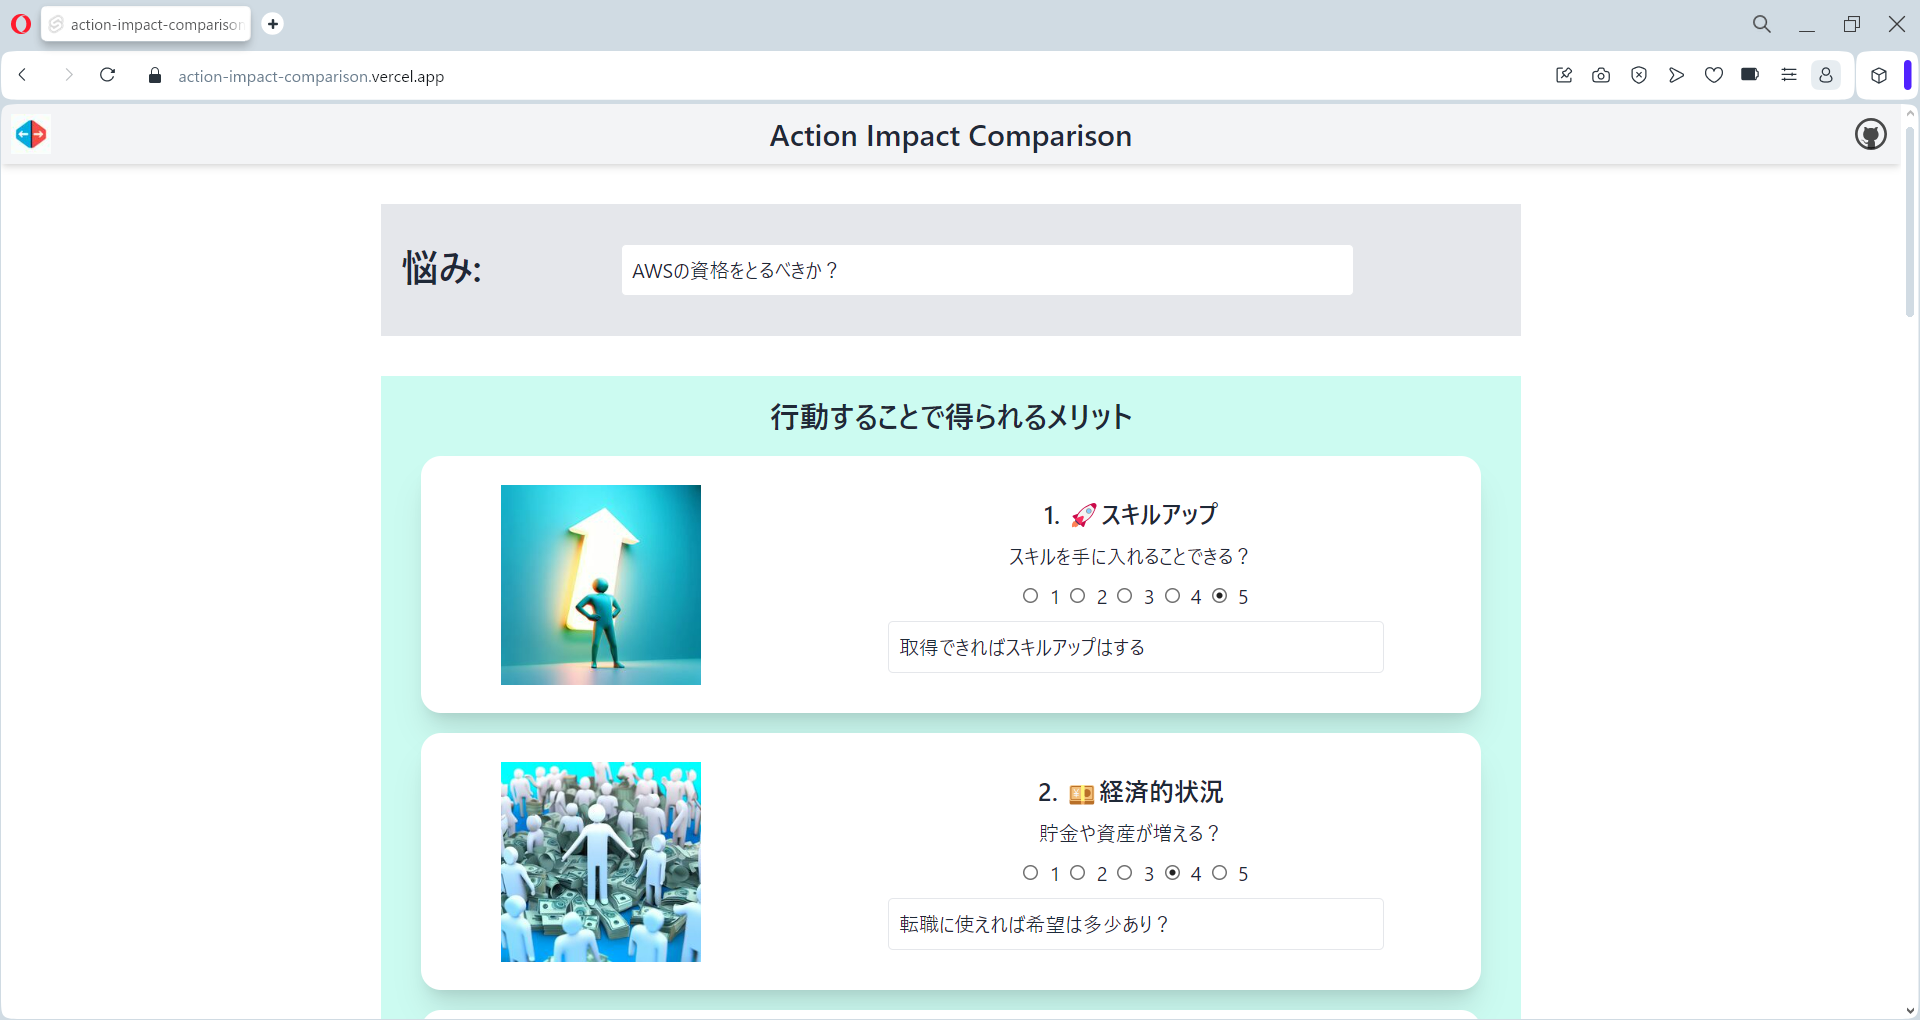 action-impact-comparison
action-impact-comparison.vercel.app
Action Impact Comparison
悩み:
AWSの資格をとるべきか？
行動することで得られるメリット
1. 🚀スキルアップ
スキルを手に入れることできる？
1 2 3 4 5
取得できればスキルアップはする
2. 💴経済的状況
貯金や資産が増える？
1 2 3 4 5
転職に使えれば希望は多少あり？